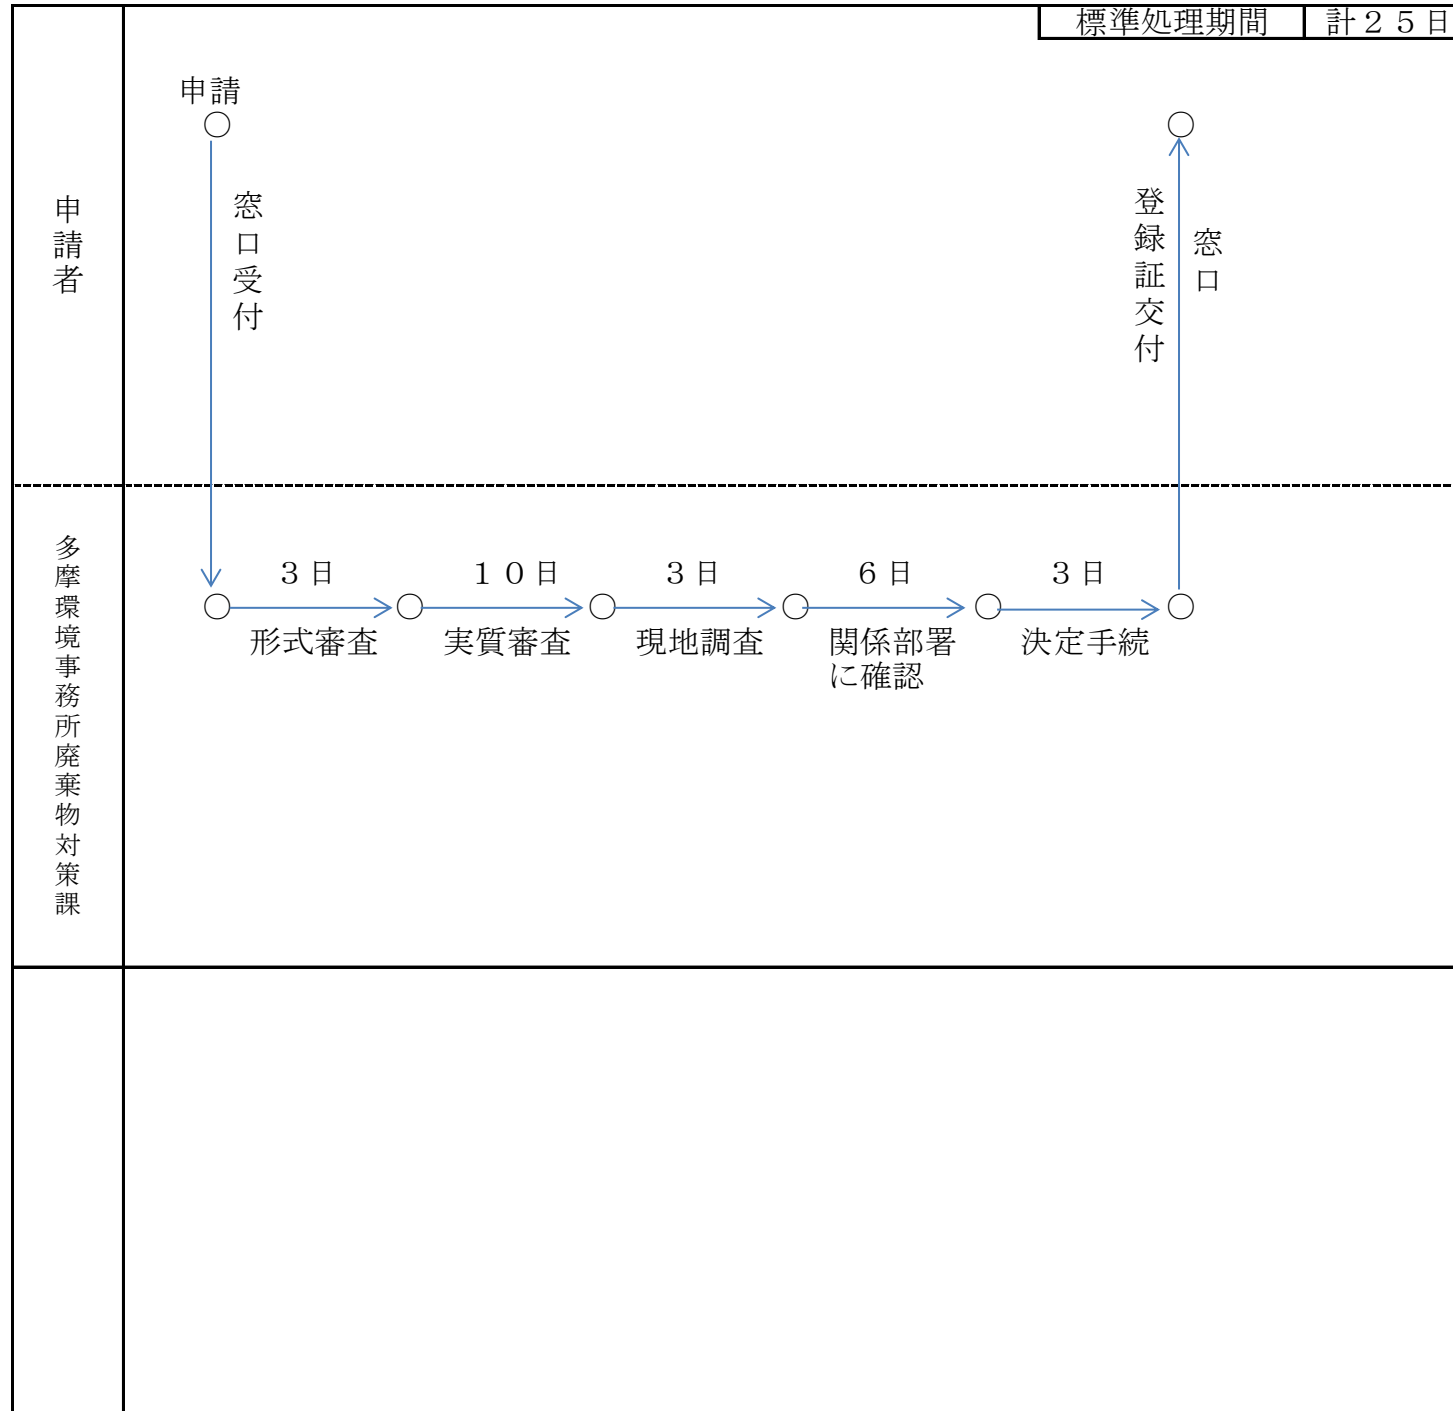 標準処理期間 計２５日
申請
申請者
窓口受付
登録証交付
窓口
多摩環境事務所廃棄物対策課
３日
１０日
３日
６日
３日
形式審査
実質審査
現地調査
関係部署
に確認
決定手続